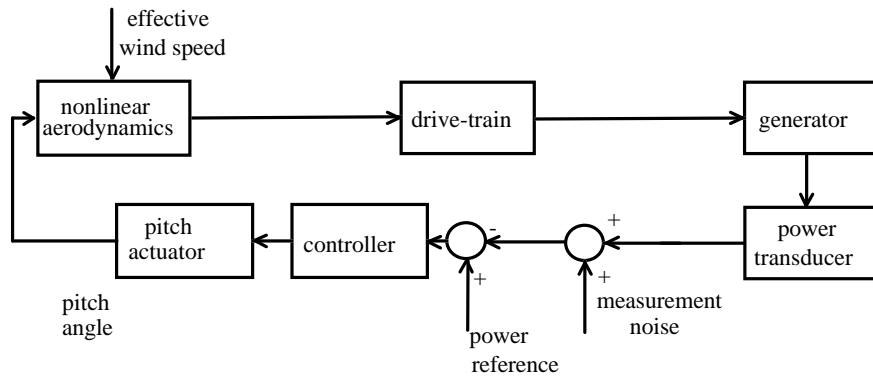 effective
wind speed
nonlinear
aerodynamics
drive-train
generator
pitch
actuator
controller
-
+
+
+
power
transducer
pitch
angle
power
reference
measurement
noise